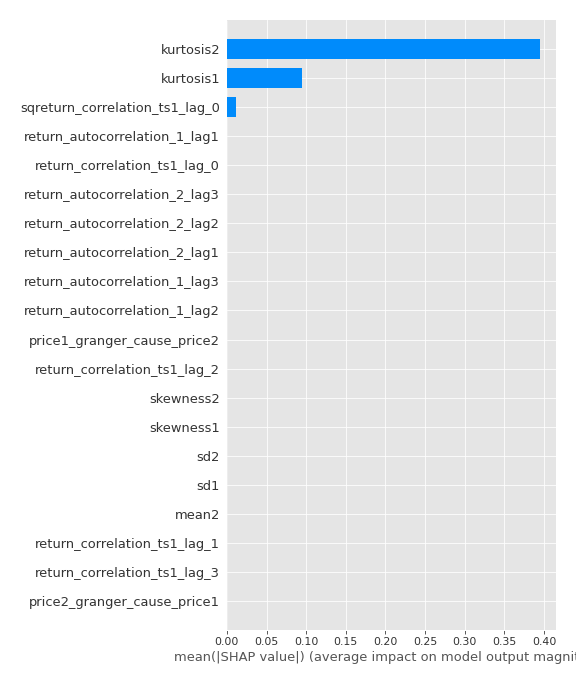 kurtosis2
kurtosis1
sqreturn_correlation_ts1_lag_0
return_autocorrelation_1_lag1
return_correlation_ts1_lag_0
return_autocorrelation_2_lag3
return_autocorrelation_2_lag2
return_autocorrelation_2_lag1
return_autocorrelation_1_lag3
return_autocorrelation_1_lag2
price1_granger_cause_price2
return_correlation_ts1_lag_2
skewness2
skewness1
sd2
sd1
mean2
return_correlation_ts1_lag_1
return_correlation_ts1_lag_3
price2_granger_cause_price1
0.00 0.05 0.10 0.15 0.20 0.25 0.30 0.35 0.40
mean(|SHAP value|) (average impact on model output magnit